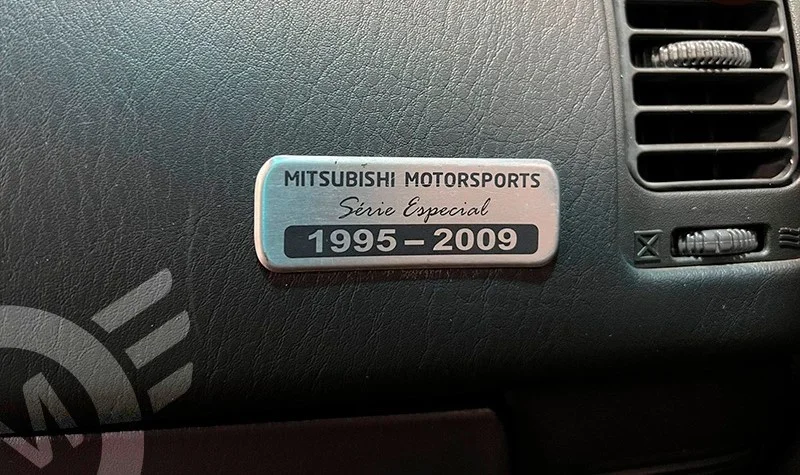 MITSUBISHI MOTORSPORTS
Série Especial
1995-2009